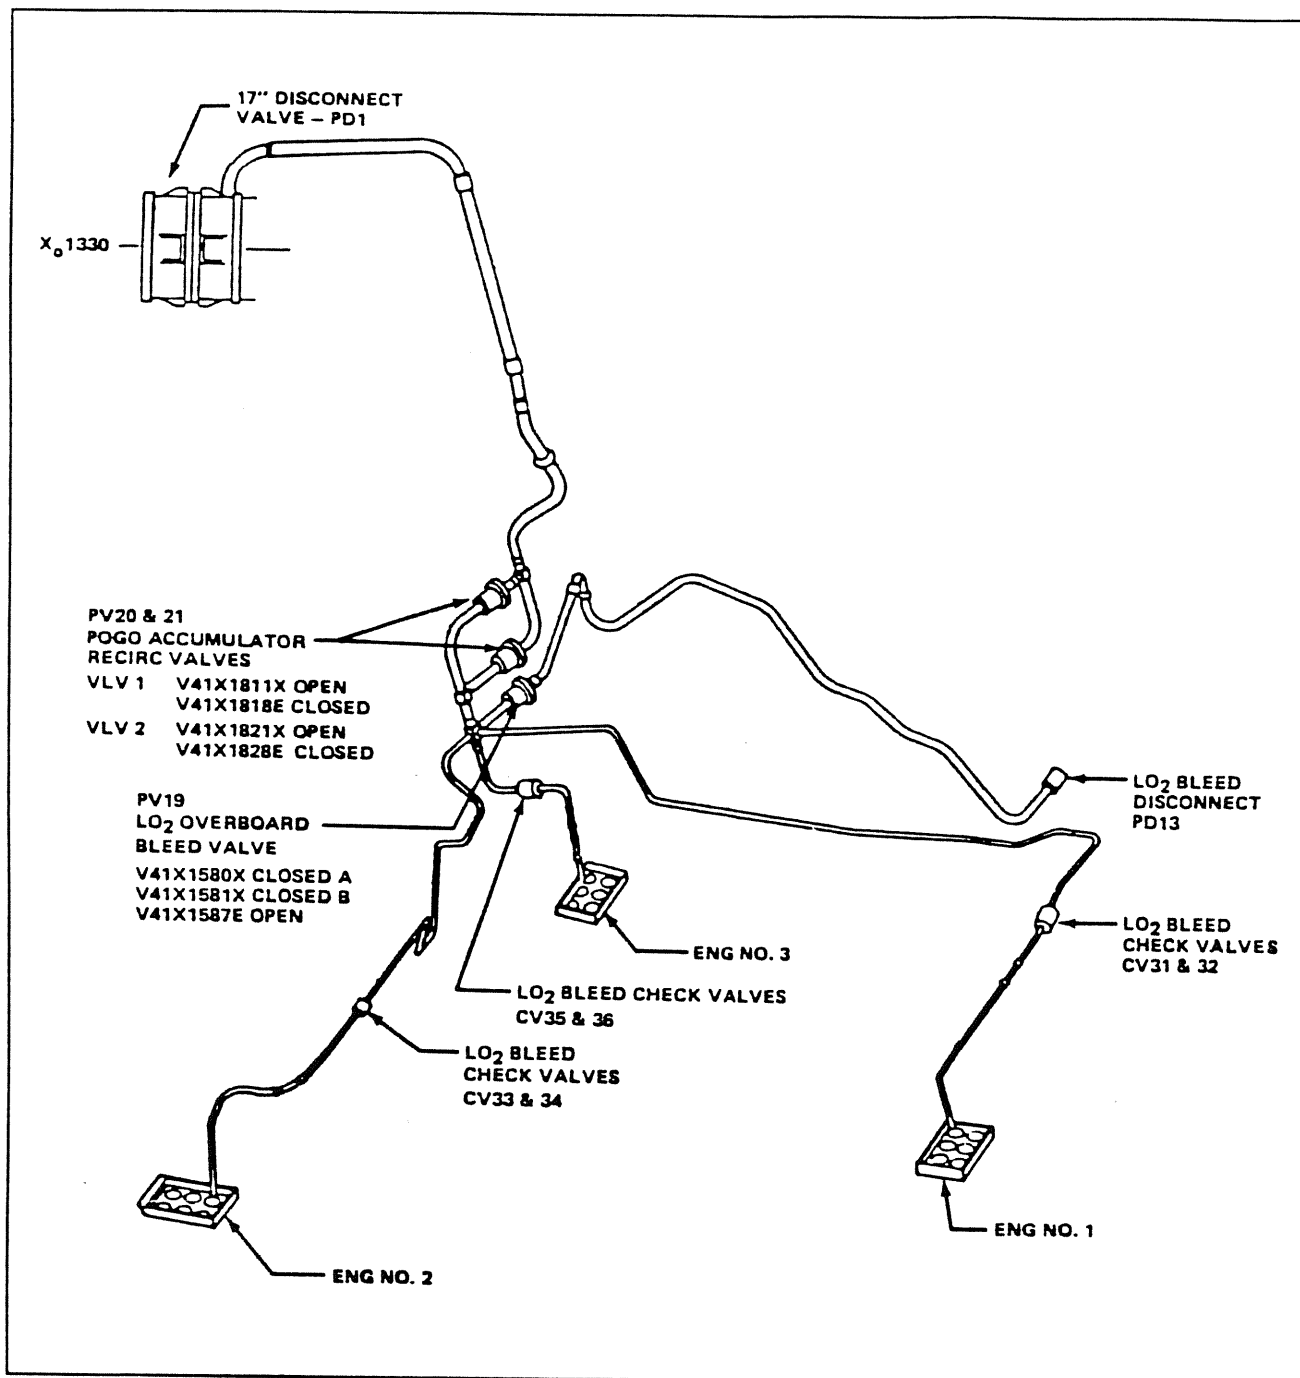 17" DISCONNECT
VALVE – PD1
Xo1330
PV20 & 21
POGO ACCUMULATOR
RECIRC VALVES
VLV 1 V41X1811X OPEN
V41X1818E CLOSED
VLV 2 V41X1821X OPEN
V41X1828E CLOSED
PV19
LO2 OVERBOARD
BLEED VALVE
V41X1580X CLOSED A
V41X1581X CLOSED B
V41X1587E OPEN
LO2 BLEED
DISCONNECT
PD13
LO2 BLEED
CHECK VALVES
CV31 & 32
ENG NO. 3
LO2 BLEED CHECK VALVES
CV35 & 36
LO2 BLEED
CHECK VALVES
CV33 & 34
ENG NO. 1
ENG NO. 2